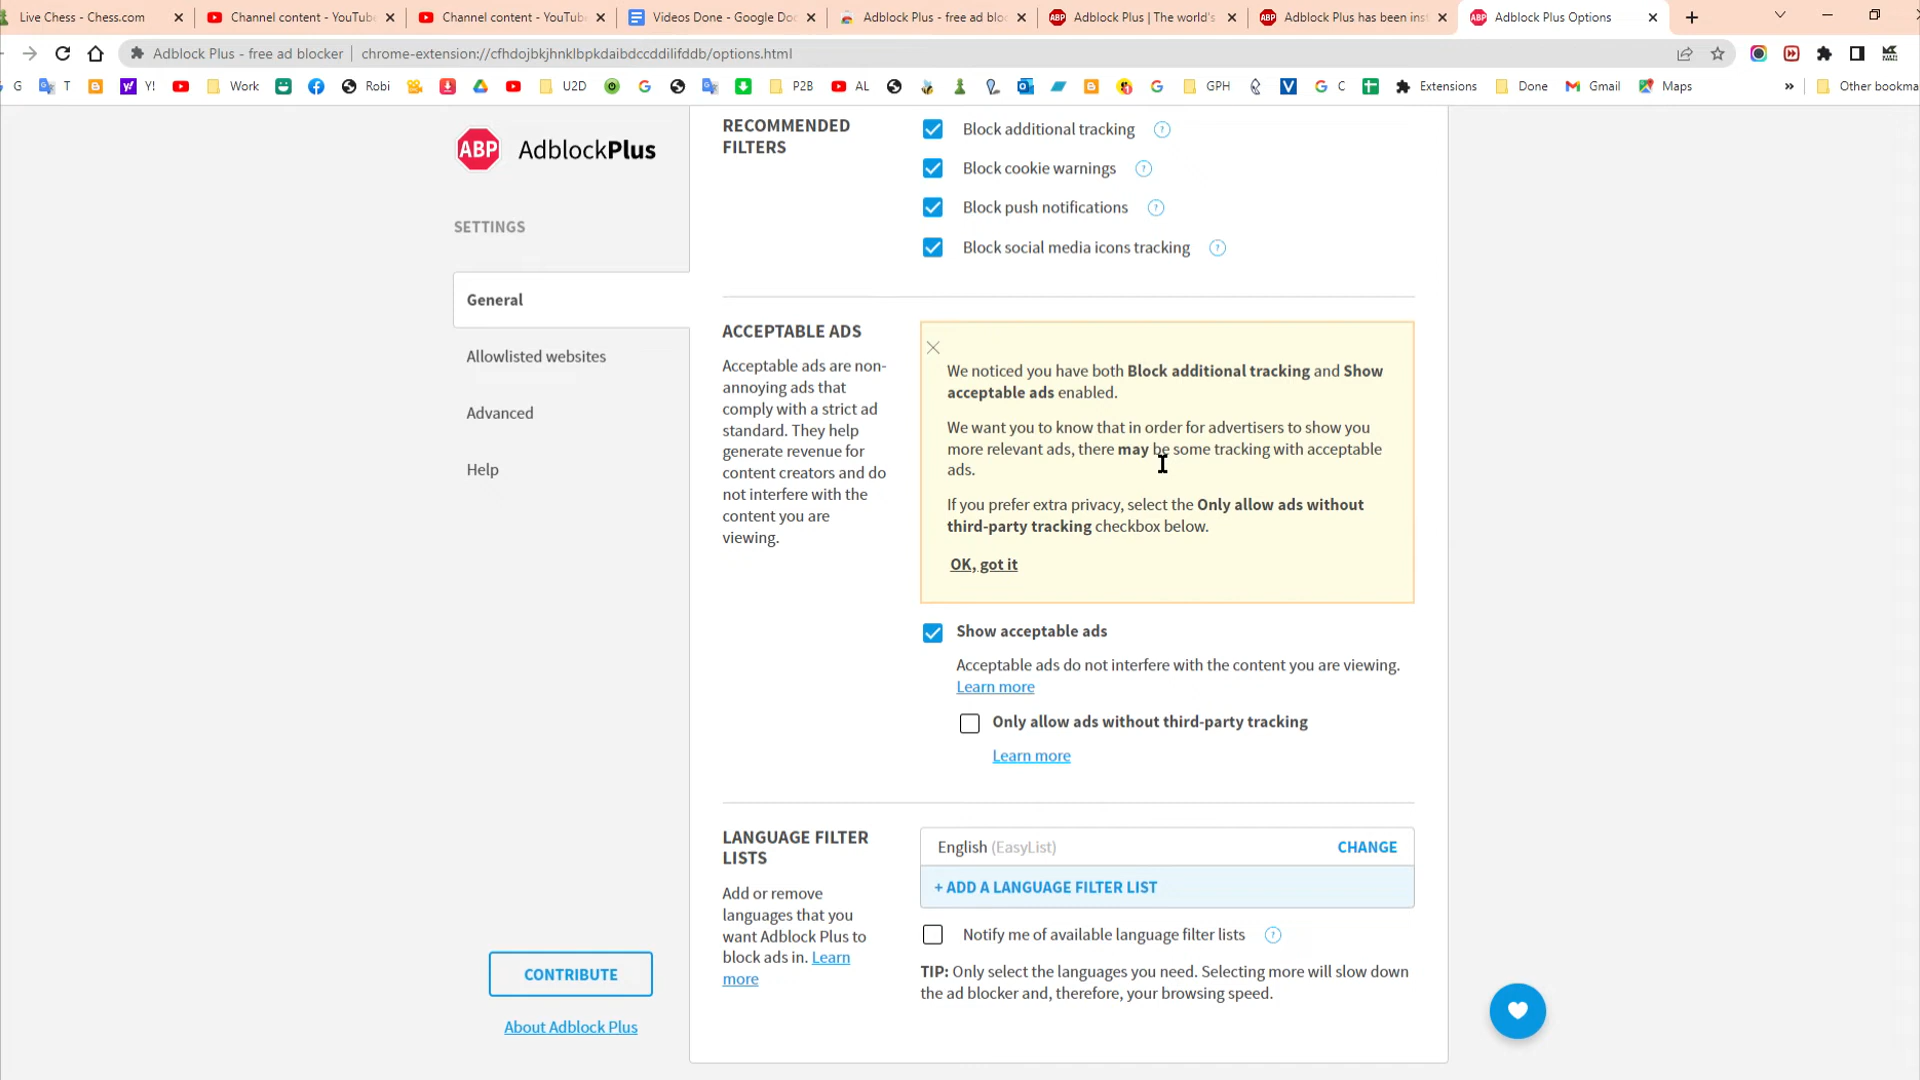 Live Chess - Chess.com
Channel content - YouTube
Channel content - YouTube
Videos Done - Google Doc
Adblock Plus - free ad blo
Adblock Plus | The world's
Adblock Plus has been inst
Adblock Plus Options
Adblock Plus - free ad blocker
chrome-extension://cfhdojbkjhnklbpkdaibdccddilifddb/options.html
G
T
Y!
Work
Robi
U2D
P2B
AL
GPH
C
Extensions
Done
Gmail
Maps
»
Other bookma
ABP AdblockPlus
SETTINGS
General
Allowlisted websites
Advanced
Help
CONTRIBUTE
About Adblock Plus
RECOMMENDED
FILTERS
Block additional tracking ?
Block cookie warnings ?
Block push notifications ?
Block social media icons tracking ?
ACCEPTABLE ADS
Acceptable ads are non-
annoying ads that
comply with a strict ad
standard. They help
generate revenue for
content creators and do
not interfere with the
content you are
viewing.
We noticed you have both Block additional tracking and Show
acceptable ads enabled.
We want you to know that in order for advertisers to show you
more relevant ads, there may be some tracking with acceptable
ads.
If you prefer extra privacy, select the Only allow ads without
third-party tracking checkbox below.
OK, got it
Show acceptable ads
Acceptable ads do not interfere with the content you are viewing.
Learn more
Only allow ads without third-party tracking
Learn more
LANGUAGE FILTER
LISTS
Add or remove
languages that you
want Adblock Plus to
block ads in. Learn
more
English (EasyList) CHANGE
+ ADD A LANGUAGE FILTER LIST
Notify me of available language filter lists ?
TIP: Only select the languages you need. Selecting more will slow down
the ad blocker and, therefore, your browsing speed.